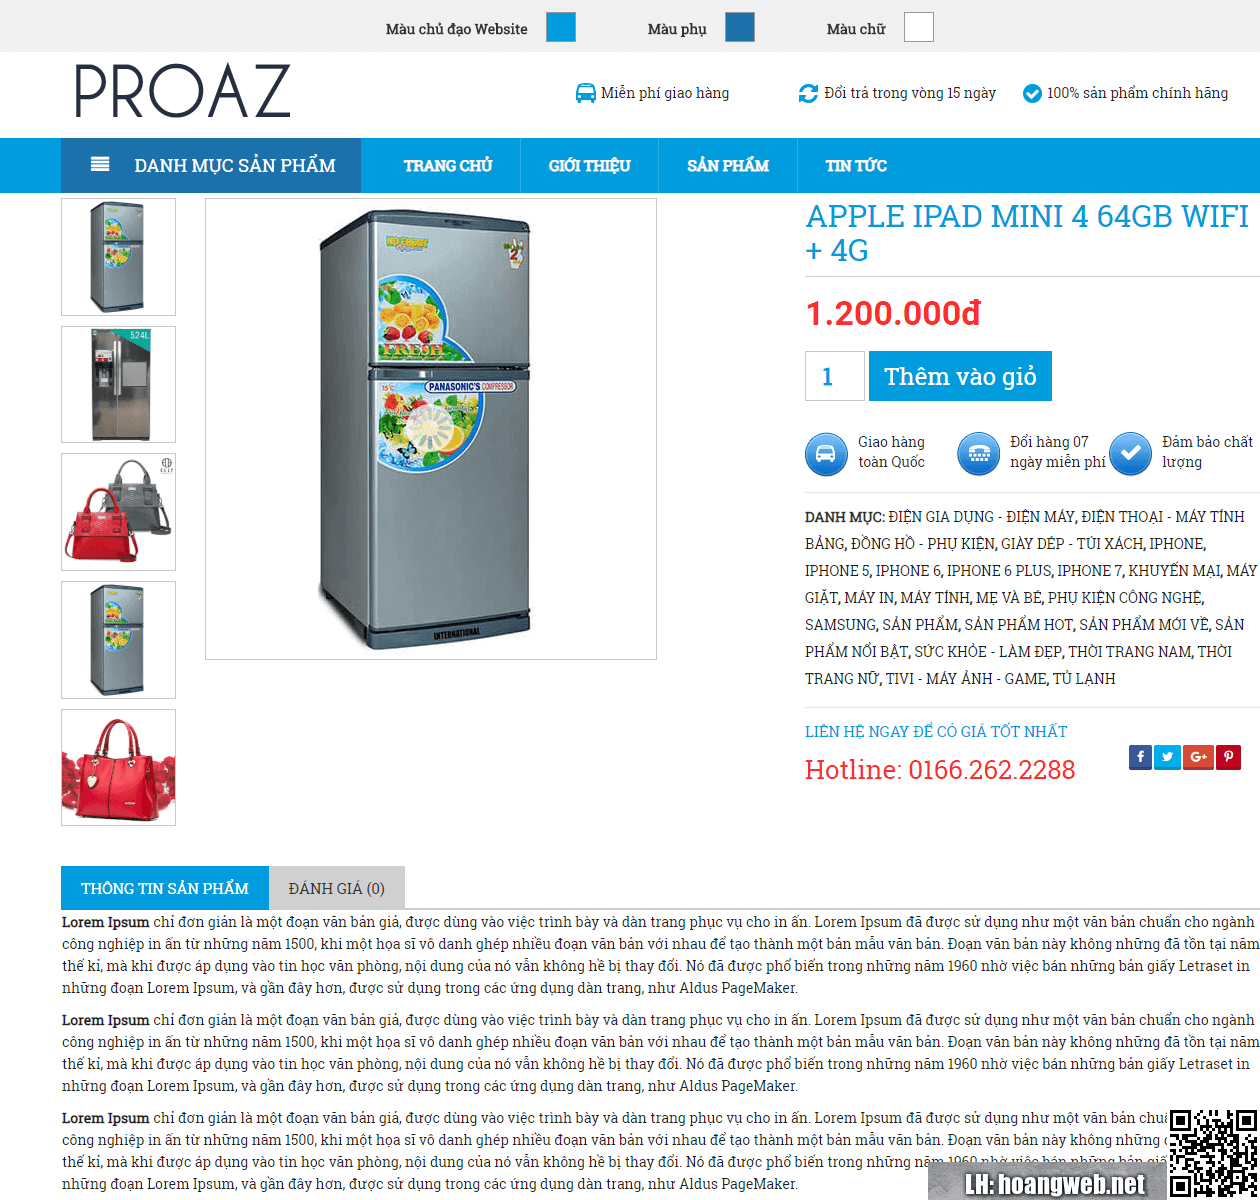 Màu chủ đạo Website
Màu phụ
Màu chữ
PROAZ
Miễn phí giao hàng
Đổi trả trong vòng 15 ngày
100% sản phẩm chính hãng
DANH MỤC SẢN PHẨM
TRANG CHỦ
GIỚI THIỆU
SẢN PHẨM
TIN TỨC
524L
ELLY
NO FROST
2
FRESH
PANASONIC'S COMPRESSOR
15°C
INTERNATIONAL
APPLE IPAD MINI 4 64GB WIFI
+ 4G
1.200.000đ
1
Thêm vào giỏ
Giao hàng
toàn Quốc
Đổi hàng 07
ngày miễn phí
Đảm bảo chất
lượng
DANH MỤC: ĐIỆN GIA DỤNG - ĐIỆN MÁY, ĐIỆN THOẠI - MÁY TÍNH
BẢNG, ĐỒNG HỒ - PHỤ KIỆN, GIÀY DÉP - TÚI XÁCH, IPHONE,
IPHONE 5, IPHONE 6, IPHONE 6 PLUS, IPHONE 7, KHUYẾN MẠI, MÁY
GIẶT, MÁY IN, MÁY TÍNH, MẸ VÀ BÉ, PHỤ KIỆN CÔNG NGHỆ,
SAMSUNG, SẢN PHẨM, SẢN PHẨM HOT, SẢN PHẨM MỚI VỀ, SẢN
PHẨM NỔI BẬT, SỨC KHỎE - LÀM ĐẸP, THỜI TRANG NAM, THỜI
TRANG NỮ, TIVI - MÁY ẢNH - GAME, TỦ LẠNH
LIÊN HỆ NGAY ĐỂ CÓ GIÁ TỐT NHẤT
Hotline: 0166.262.2288
THÔNG TIN SẢN PHẨM
ĐÁNH GIÁ (0)
Lorem Ipsum chỉ đơn giản là một đoạn văn bản giả, được dùng vào việc trình bày và dàn trang phục vụ cho in ấn. Lorem Ipsum đã được sử dụng như một văn bản chuẩn cho ngành
công nghiệp in ấn từ những năm 1500, khi một họa sĩ vô danh ghép nhiều đoạn văn bản với nhau để tạo thành một bản mẫu văn bản. Đoạn văn bản này không những đã tồn tại năm
thế kỉ, mà khi được áp dụng vào tin học văn phòng, nội dung của nó vẫn không hề bị thay đổi. Nó đã được phổ biến trong những năm 1960 nhờ việc bán những bản giấy Letraset in
những đoạn Lorem Ipsum, và gần đây hơn, được sử dụng trong các ứng dụng dàn trang, như Aldus PageMaker.
Lorem Ipsum chỉ đơn giản là một đoạn văn bản giả, được dùng vào việc trình bày và dàn trang phục vụ cho in ấn. Lorem Ipsum đã được sử dụng như một văn bản chuẩn cho ngành
công nghiệp in ấn từ những năm 1500, khi một họa sĩ vô danh ghép nhiều đoạn văn bản với nhau để tạo thành một bản mẫu văn bản. Đoạn văn bản này không những đã tồn tại năm
thế kỉ, mà khi được áp dụng vào tin học văn phòng, nội dung của nó vẫn không hề bị thay đổi. Nó đã được phổ biến trong những năm 1960 nhờ việc bán những bản giấy Letraset in
những đoạn Lorem Ipsum, và gần đây hơn, được sử dụng trong các ứng dụng dàn trang, như Aldus PageMaker.
Lorem Ipsum chỉ đơn giản là một đoạn văn bản giả, được dùng vào việc trình bày và dàn trang phục vụ cho in ấn. Lorem Ipsum đã được sử dụng như một văn bản
công nghiệp in ấn từ những năm 1500, khi một họa sĩ vô danh ghép nhiều đoạn văn bản với nhau để tạo thành một bản mẫu văn bản. Đoạn văn bản này không những
thế kỉ, mà khi được áp dụng vào tin học văn phòng, nội dung của nó vẫn không hề bị thay đổi. Nó đã được phổ biến trong những
những đoạn Lorem Ipsum, và gần đây hơn, được sử dụng trong các ứng dụng dàn trang, như Aldus PageMaker.
LH: hoangweb.net